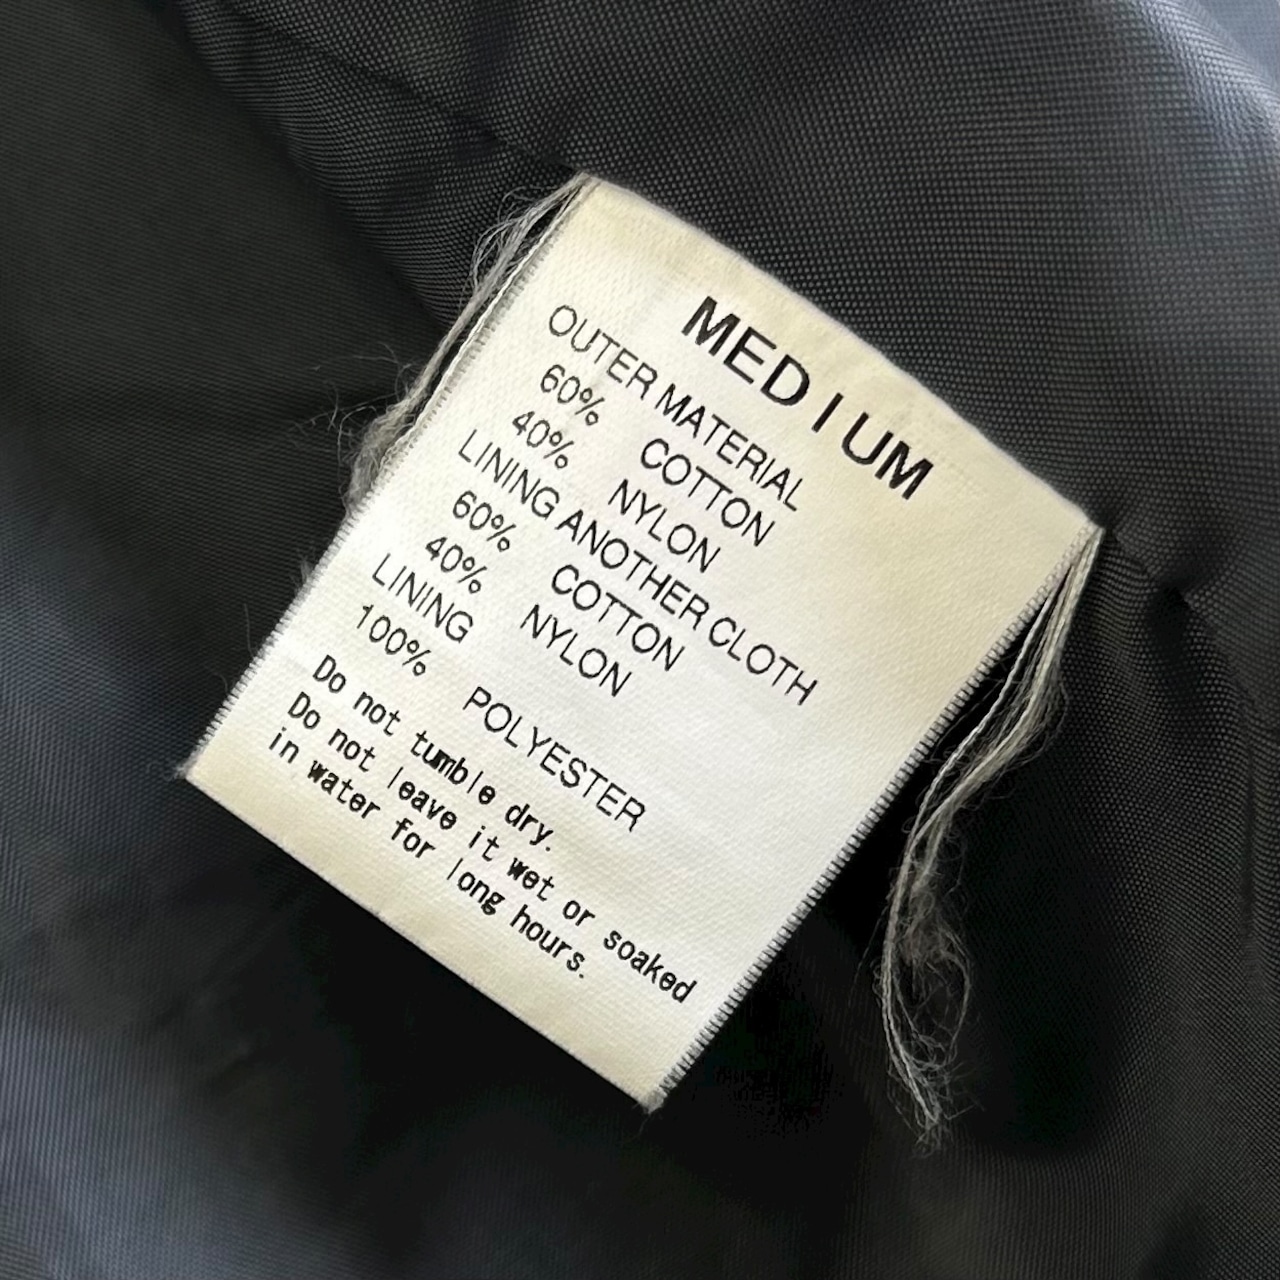 MEDIUM
OUTER MATERIAL
60% COTTON
40% NYLON
LINING ANOTHER CLOTH
60% COTTON
40% NYLON
LINING
100% POLYESTER
Do not tumble dry.
Do not leave it wet or soaked
in water for long hours.